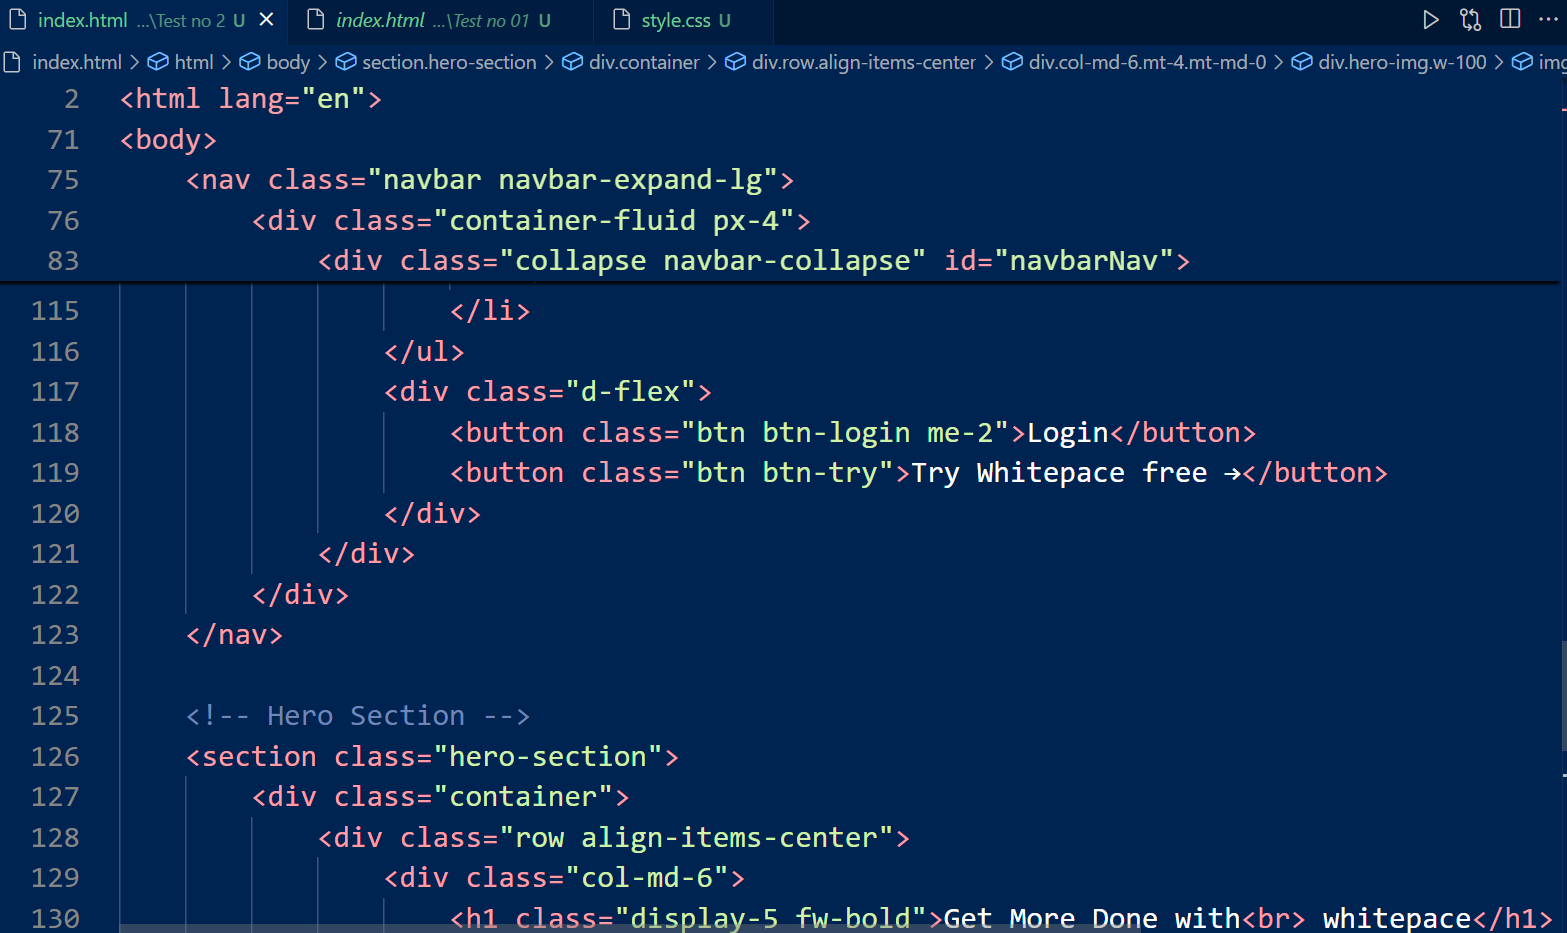 index.html ...\Test no 2 U × index.html ...\Test no 01 U style.css U
index.html > html > body > section.hero-section > div.container > div.row.align-items-center > div.col-md-6.mt-4.mt-md-0 > div.hero-img.w-100 > img
2 <html lang="en">
71 <body>
75 <nav class="navbar navbar-expand-lg">
76 <div class="container-fluid px-4">
83 <div class="collapse navbar-collapse" id="navbarNav">
115 </li>
116 </ul>
117 <div class="d-flex">
118 <button class="btn btn-login me-2">Login</button>
119 <button class="btn btn-try">Try Whitepace free →</button>
120 </div>
121 </div>
122 </div>
123 </nav>
124
125 <!-- Hero Section -->
126 <section class="hero-section">
127 <div class="container">
128 <div class="row align-items-center">
129 <div class="col-md-6">
130 <h1 class="display-5 fw-bold">Get More Done with<br> whitepace</h1>